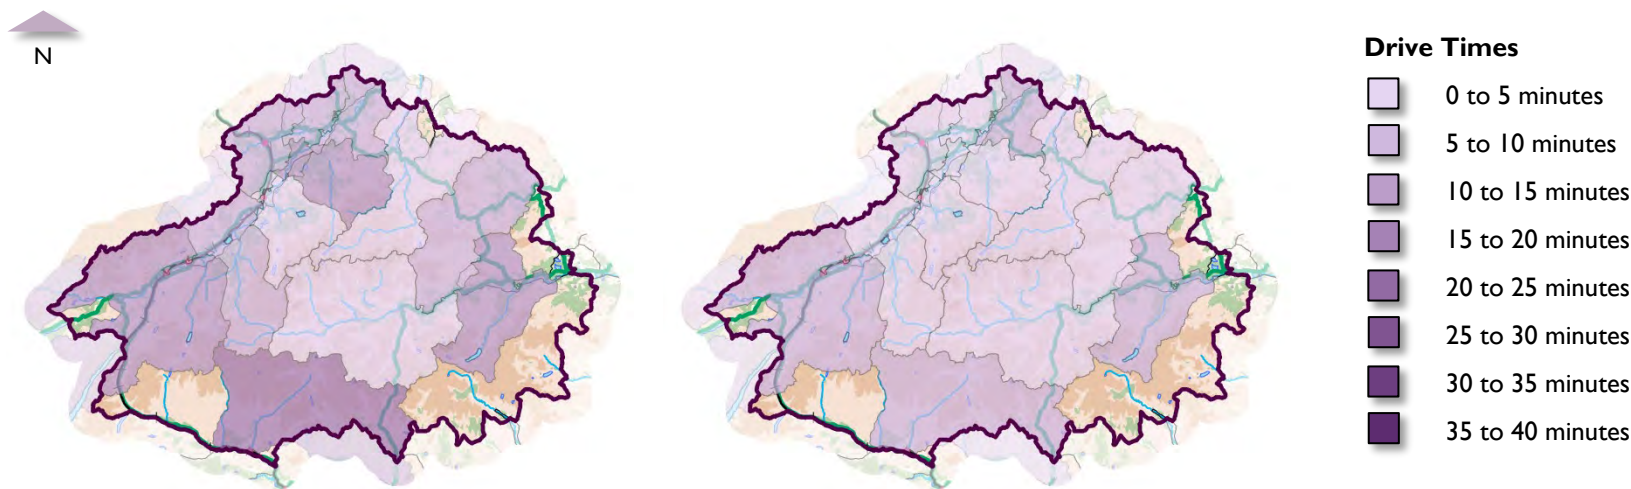 N
Drive Times
0 to 5 minutes
5 to 10 minutes
10 to 15 minutes
15 to 20 minutes
20 to 25 minutes
25 to 30 minutes
30 to 35 minutes
35 to 40 minutes